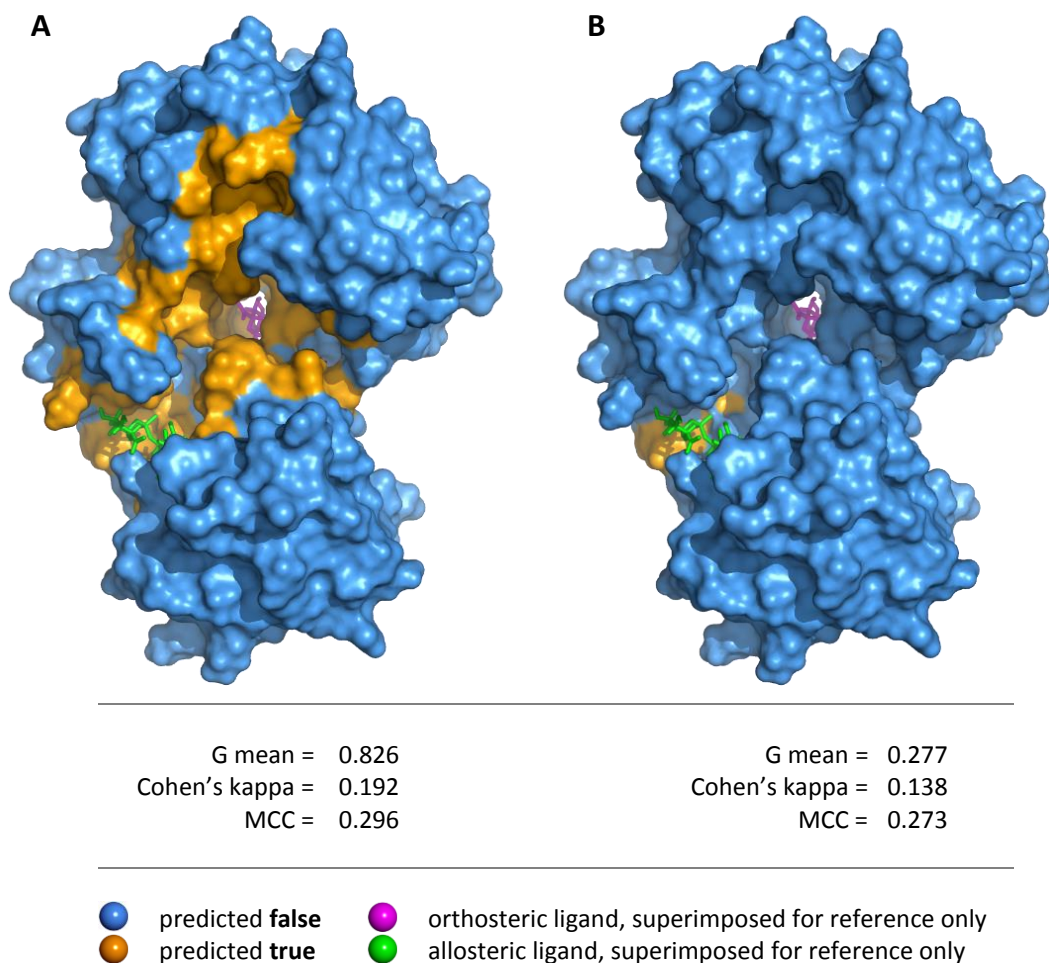 A B
G mean = 0.826 G mean = 0.277
Cohen’s kappa = 0.192 Cohen’s kappa = 0.138
MCC = 0.296 MCC = 0.273
predicted false orthosteric ligand, superimposed for reference only
predicted true allosteric ligand, superimposed for reference only